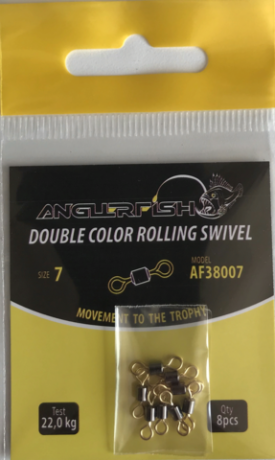 ANGLERFISH
DOUBLE COLOR ROLLING SWIVEL
SIZE 7
MODEL
AF38007
MOVEMENT TO THE TROPHY
Test
22,0 kg
Qty
8pcs